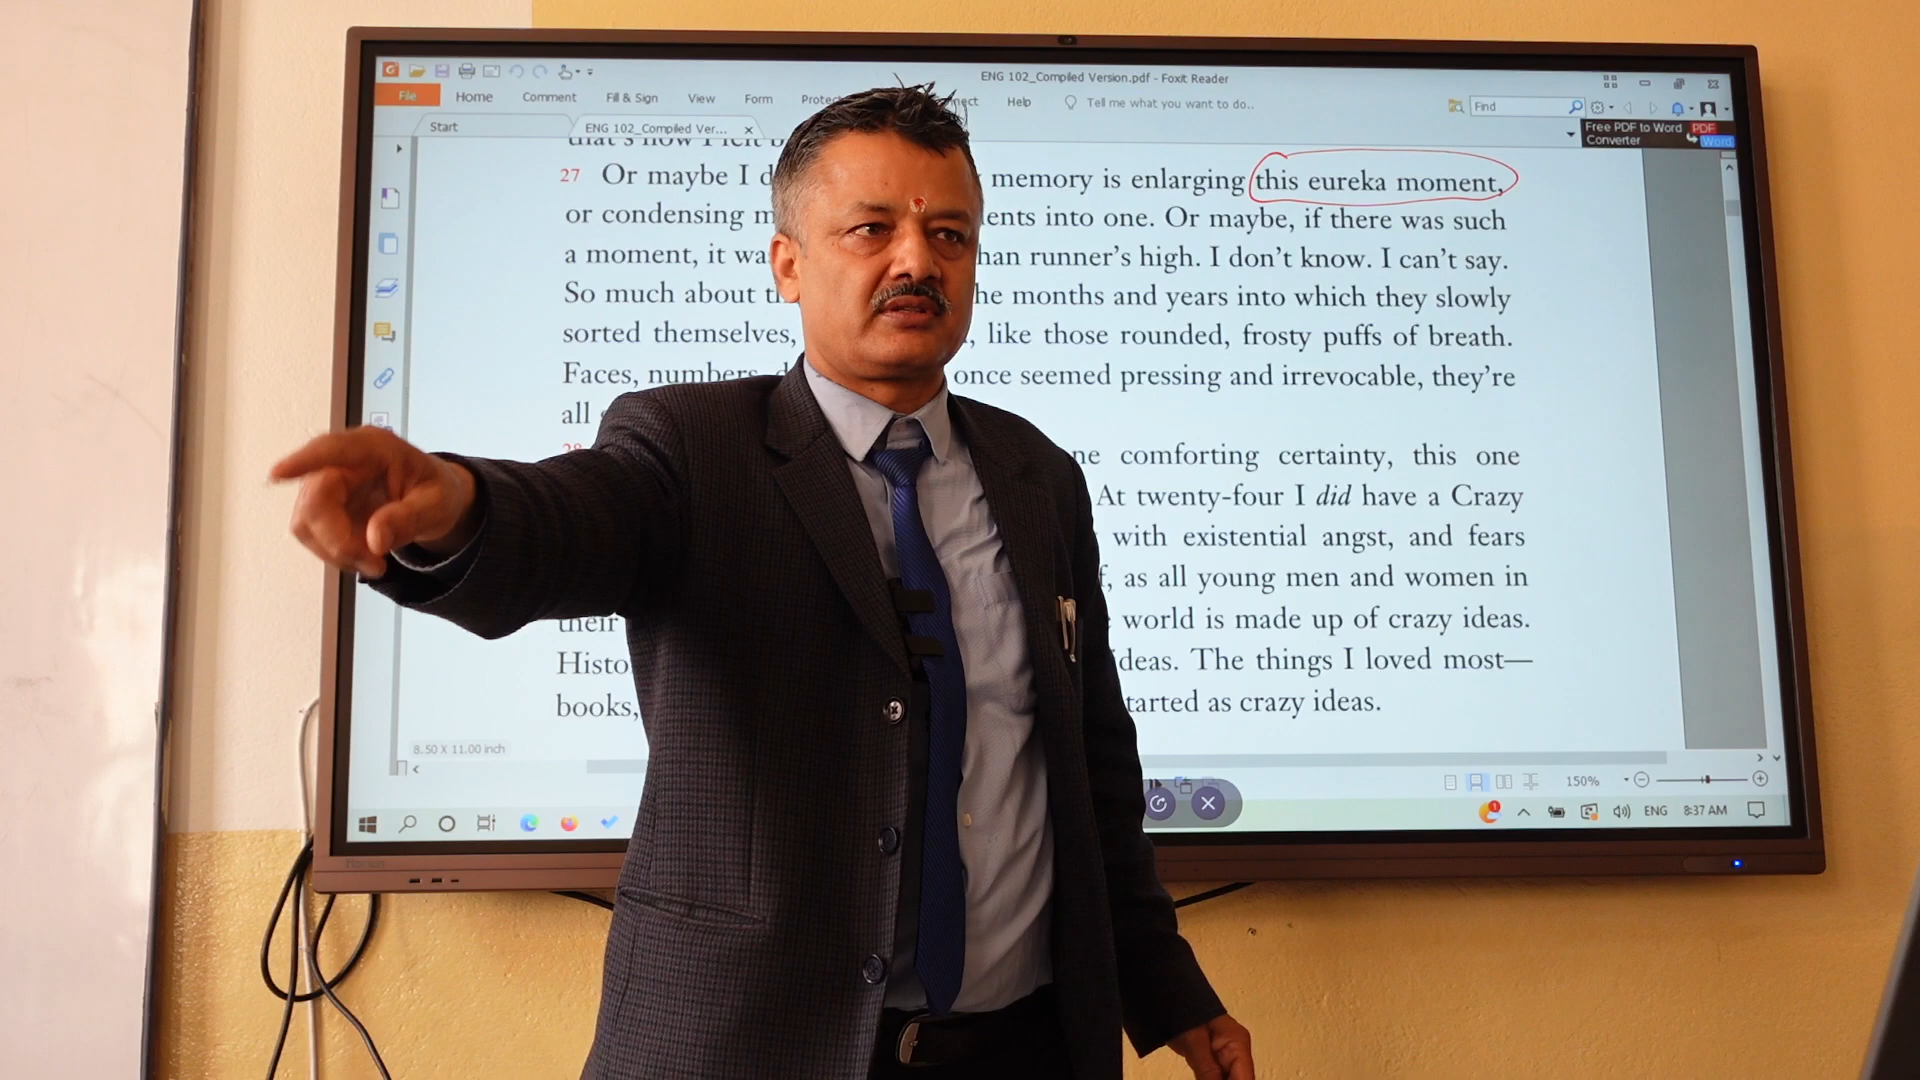 ENG 102_Compiled Version.pdf - Foxit Reader
File Home Comment Fill & Sign View Form Help Tell me what you want to do.. Find
Start ENG 102_Compiled Ver... Free PDF to Word PDF
Converter Word
27 Or maybe I memory is enlarging this eureka moment,
or condensing into one. Or maybe, if there was such
a moment, it runner's high. I don't know. I can't say.
So much about months and years into which they slowly
sorted themselves, like those rounded, frosty puffs of breath.
Faces, numbers, once seemed pressing and irrevocable, they're
all
comforting certainty, this one
At twenty-four I did have a Crazy
with existential angst, and fears
as all young men and women in
their world is made up of crazy ideas.
The things I loved most—
books, as crazy ideas.
8.50 X 11.00 inch
150%
1 ENG 8:37 AM